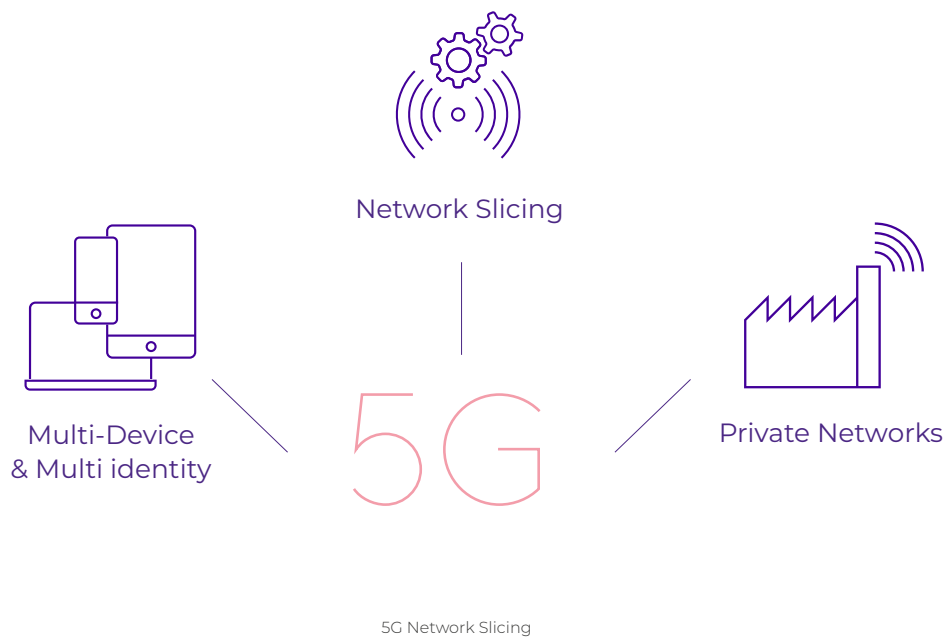 Network Slicing
Multi-Device
& Multi identity
Private Networks
5G
5G Network Slicing